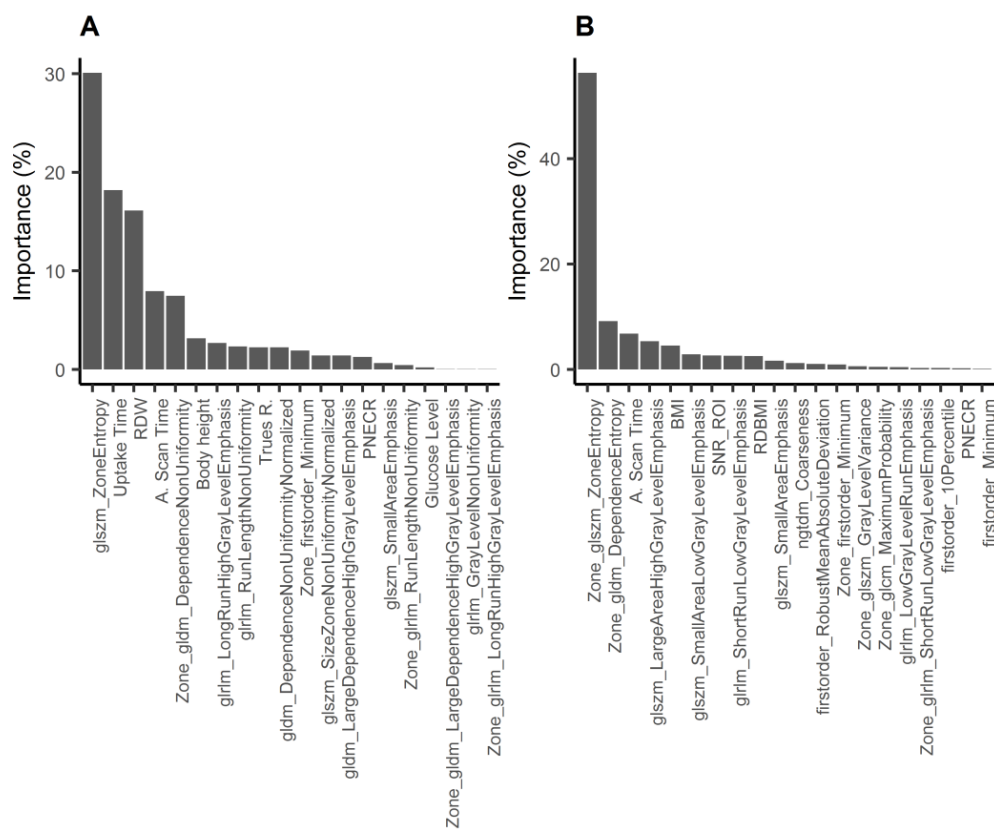 A
Importance (%)
30
20
10
0
glszm_ZoneEntropy
Uptake Time
RDW
A. Scan Time
Zone_gldm_DependenceNonUniformity
Body height
glrlm_LongRunHighGrayLevelEmphasis
glrlm_RunLengthNonUniformity
Trues R.
gldm_DependenceNonUniformityNormalized
Zone_firstorder_Minimum
glszm_SizeZoneNonUniformityNormalized
gldm_LargeDependenceHighGrayLevelEmphasis
PNECR
glszm_SmallAreaEmphasis
Zone_glrlm_RunLengthNonUniformity
Glucose Level
Zone_gldm_LargeDependenceHighGrayLevelEmphasis
glrlm_GrayLevelNonUniformity
Zone_glrlm_LongRunHighGrayLevelEmphasis
B
Importance (%)
40
20
0
Zone_glszm_ZoneEntropy
Zone_gldm_DependenceEntropy
A. Scan Time
glszm_LargeAreaHighGrayLevelEmphasis
BMI
glszm_SmallAreaLowGrayLevelEmphasis
SNR_ROI
glrlm_ShortRunLowGrayLevelEmphasis
RDBMI
glszm_SmallAreaEmphasis
ngtdm_Coarseness
firstorder_RobustMeanAbsoluteDeviation
Zone_firstorder_Minimum
Zone_glszm_GrayLevelVariance
Zone_glcm_MaximumProbability
glrlm_LowGrayLevelRunEmphasis
Zone_glrlm_ShortRunLowGrayLevelEmphasis
firstorder_10Percentile
PNECR
firstorder_Minimum